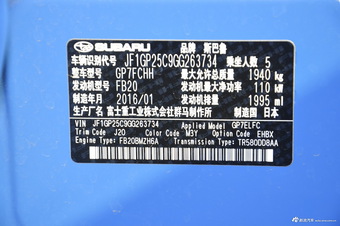 SUBARU 品牌 斯巴鲁
车辆识别代号 JF1GP25C9GG263734 乘坐人数 5
整车型号 GP7FCHH 最大允许总质量 1940 kg
发动机型号 FB20 发动机最大净功率 110 kW
制造年月 2016/01 发动机排量 1995 ml
生产厂名 富士重工业株式会社群马制作所 制造国 日本
VIN JF1GP25C9GG263734 Applied Model GP7ELFC
Trim Code J20 Color Code M3Y Option Code EHBX
Engine Type: FB20BMZH6A Transmission Type: TR580DD8AA